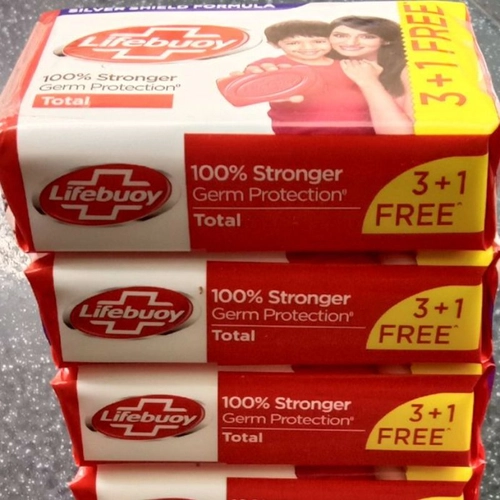 SILVER SHIELD FORMULA
Lifebuoy
100% Stronger
Germ Protection
Total
3+1 FREE
Lifebuoy
100% Stronger
Germ Protection
Total
3+1
FREE^
Lifebuoy
100% Stronger
Germ Protection
Total
3+1
FREE^
Lifebuoy
100% Stronger
Germ Protection
Total
3+1
FREE^